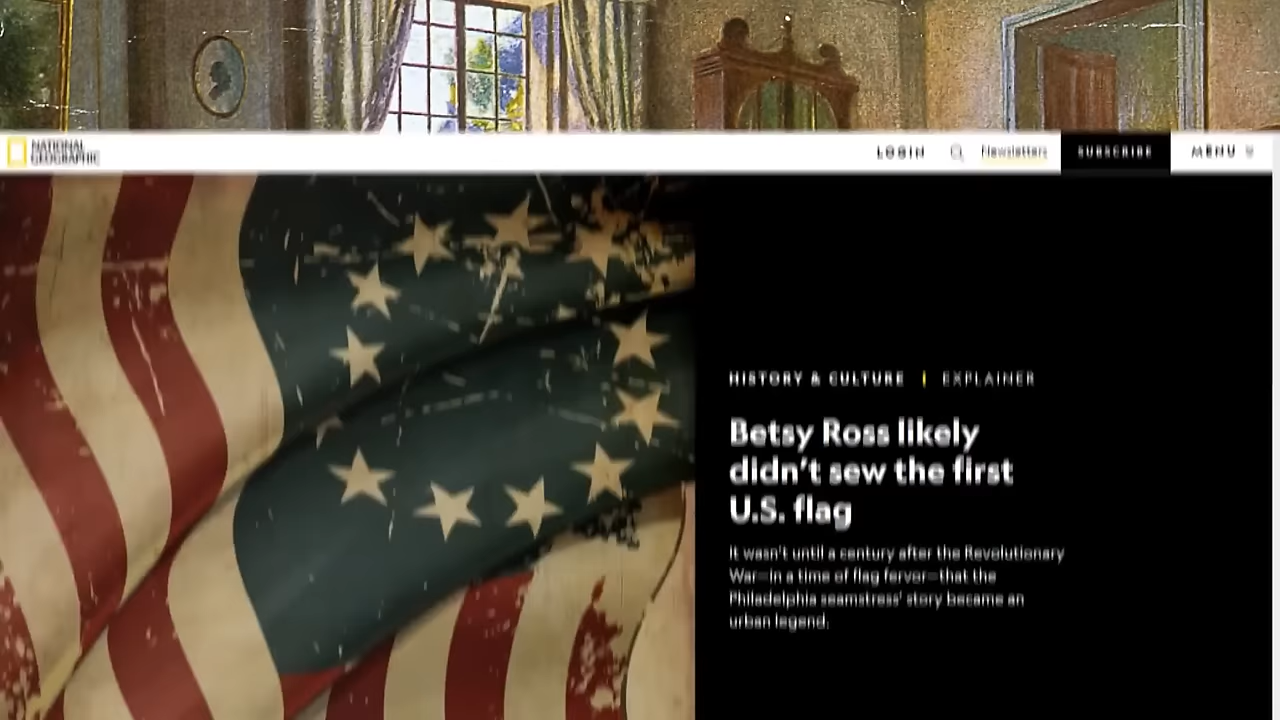 NATIONAL
GEOGRAPHIC
LOGIN
Newsletters
SUBSCRIBE
MENU
HISTORY & CULTURE | EXPLAINER
Betsy Ross likely
didn't sew the first
U.S. flag
It wasn't until a century after the Revolutionary
War—in a time of flag fervor—that the
Philadelphia seamstress' story became an
urban legend.